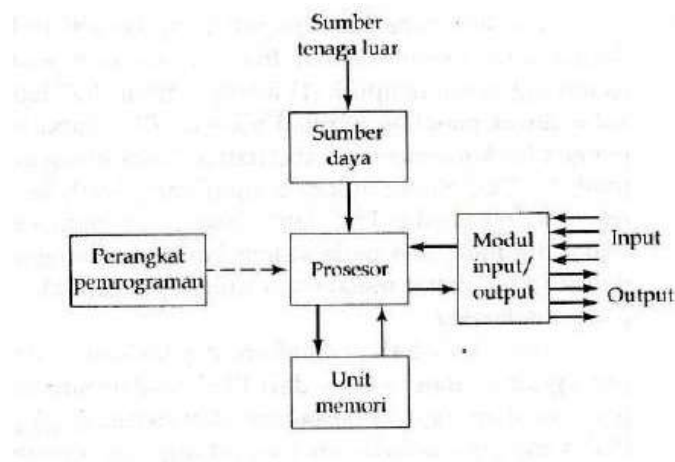 Sumber
tenaga luar
Sumber
daya
Perangkat
pemrograman
Prosesor
Modul
input/
output
Input
Output
Unit
memori